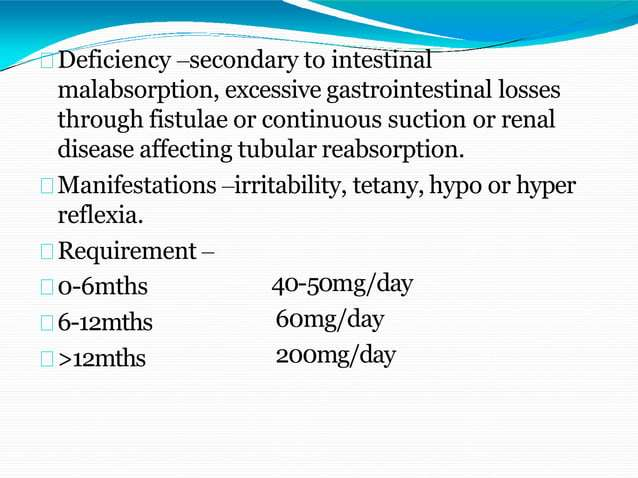 Deficiency –secondary to intestinal
malabsorption, excessive gastrointestinal losses
through fistulae or continuous suction or renal
disease affecting tubular reabsorption.
Manifestations –irritability, tetany, hypo or hyper
reflexia.
Requirement –
0-6mths 40-50mg/day
6-12mths 60mg/day
>12mths 200mg/day